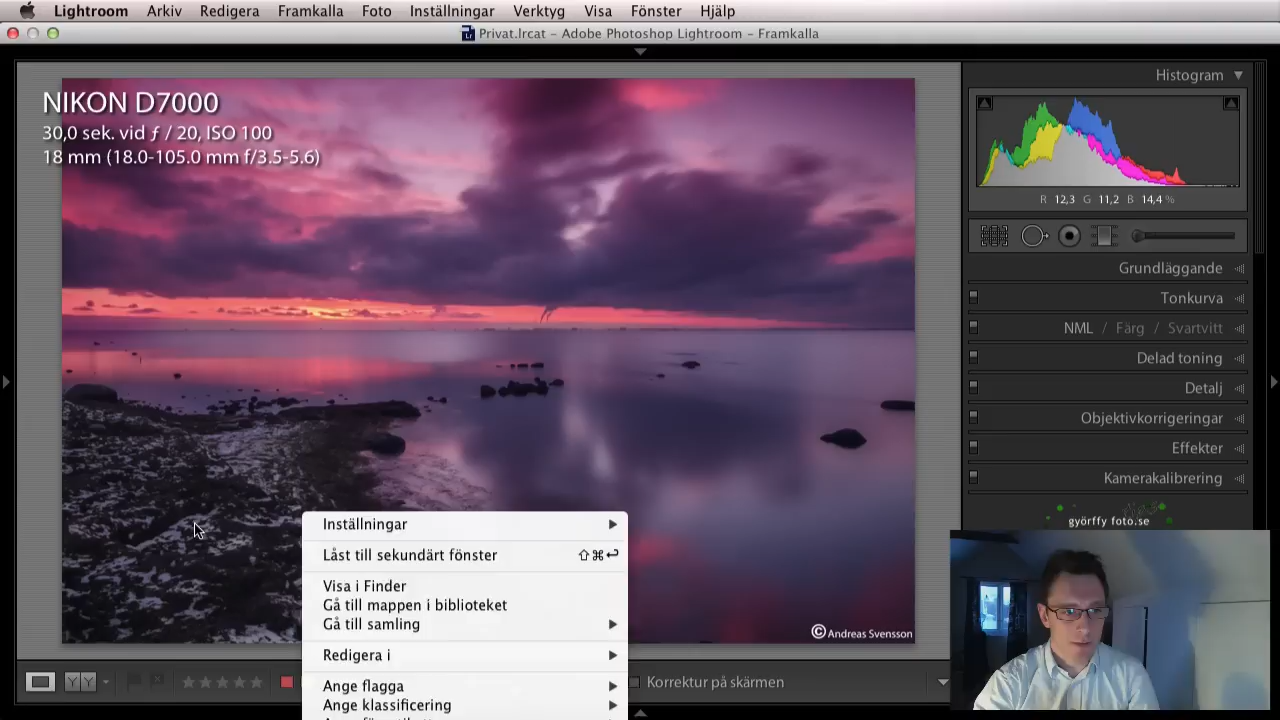 Lightroom Arkiv Redigera Framkalla Foto Inställningar Verktyg Visa Fönster Hjälp
Lr Privat.lrcat – Adobe Photoshop Lightroom – Framkalla
NIKON D7000
30,0 sek. vid ƒ / 20, ISO 100
18 mm (18.0-105.0 mm f/3.5-5.6)
Histogram
R 12,3 G 11,2 B 14,4 %
Grundläggande
Tonkurva
NML / Färg / Svartvitt
Delad toning
Detalj
Objektivkorrigeringar
Effekter
Kamerakalibrering
györffy foto.se
Inställningar
Låst till sekundärt fönster ⇧⌘↩
Visa i Finder
Gå till mappen i biblioteket
Gå till samling
Redigera i
Ange flagga
Ange klassificering
© Andreas Svensson
YY
Korrektur på skärmen